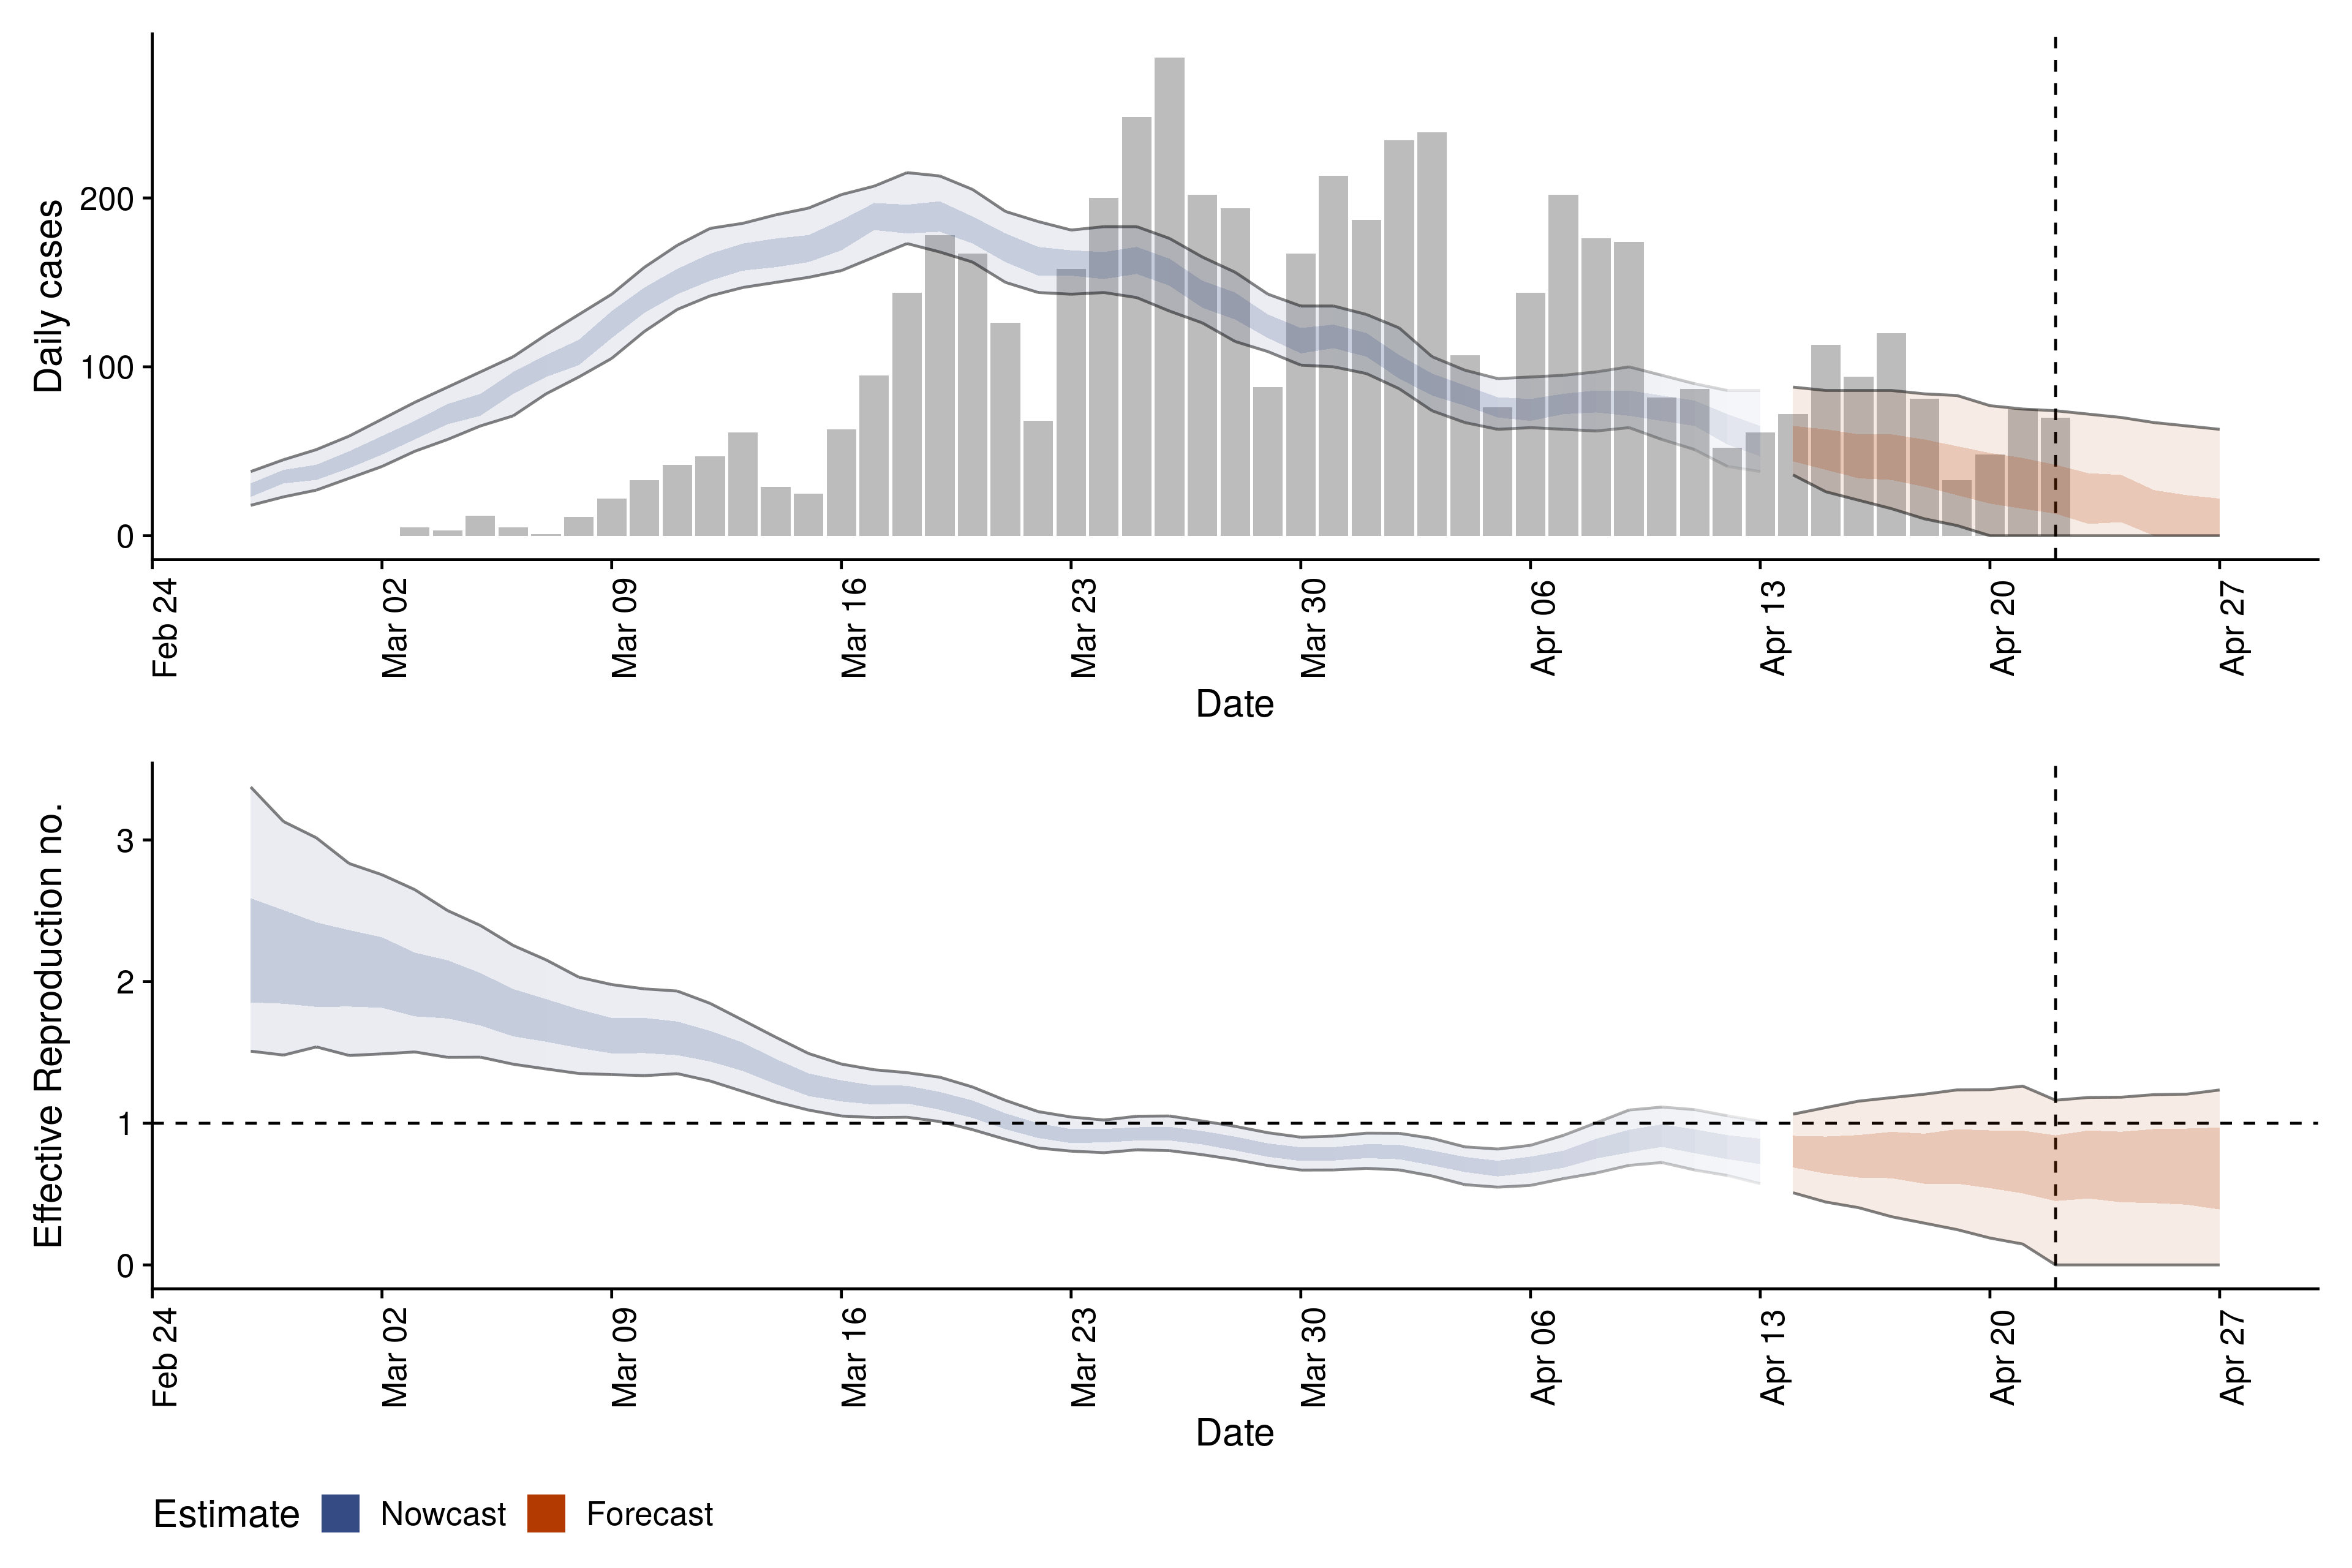 Daily cases
200
100
0
Feb 24
Mar 02
Mar 09
Mar 16
Mar 23
Mar 30
Apr 06
Apr 13
Apr 20
Apr 27
Date
Effective Reproduction no.
3
2
1
0
Feb 24
Mar 02
Mar 09
Mar 16
Mar 23
Mar 30
Apr 06
Apr 13
Apr 20
Apr 27
Date
Estimate Nowcast Forecast